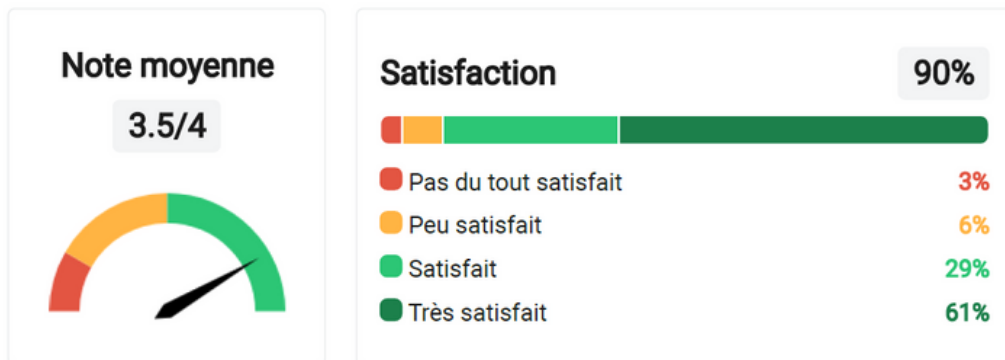 Note moyenne
3.5/4
Satisfaction 90%
Pas du tout satisfait 3%
Peu satisfait 6%
Satisfait 29%
Très satisfait 61%